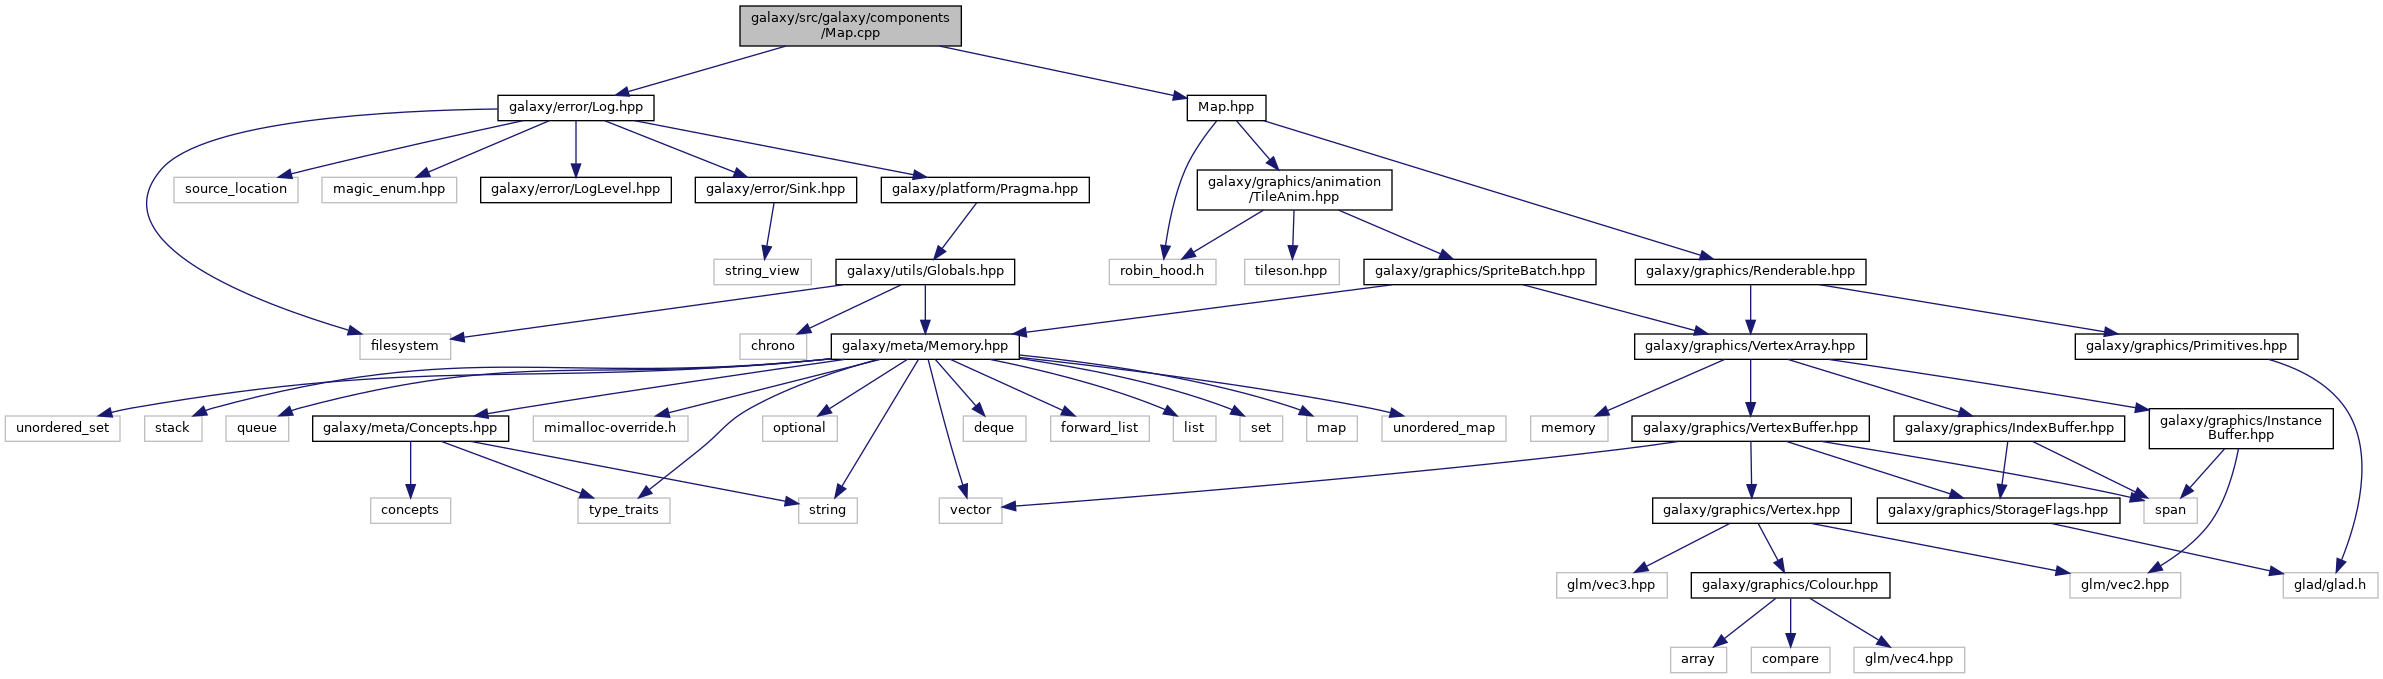 galaxy/src/galaxy/components
/Map.cpp
galaxy/error/Log.hpp
Map.hpp
source_location
magic_enum.hpp
galaxy/error/LogLevel.hpp
galaxy/error/Sink.hpp
galaxy/platform/Pragma.hpp
galaxy/graphics/animation
/TileAnim.hpp
string_view
galaxy/utils/Globals.hpp
robin_hood.h
tileson.hpp
galaxy/graphics/SpriteBatch.hpp
galaxy/graphics/Renderable.hpp
filesystem
chrono
galaxy/meta/Memory.hpp
galaxy/graphics/VertexArray.hpp
galaxy/graphics/Primitives.hpp
unordered_set
stack
queue
galaxy/meta/Concepts.hpp
mimalloc-override.h
optional
deque
forward_list
list
set
map
unordered_map
memory
galaxy/graphics/VertexBuffer.hpp
galaxy/graphics/IndexBuffer.hpp
galaxy/graphics/Instance
Buffer.hpp
concepts
type_traits
string
vector
galaxy/graphics/Vertex.hpp
galaxy/graphics/StorageFlags.hpp
span
glm/vec3.hpp
galaxy/graphics/Colour.hpp
glm/vec2.hpp
glad/glad.h
array
compare
glm/vec4.hpp